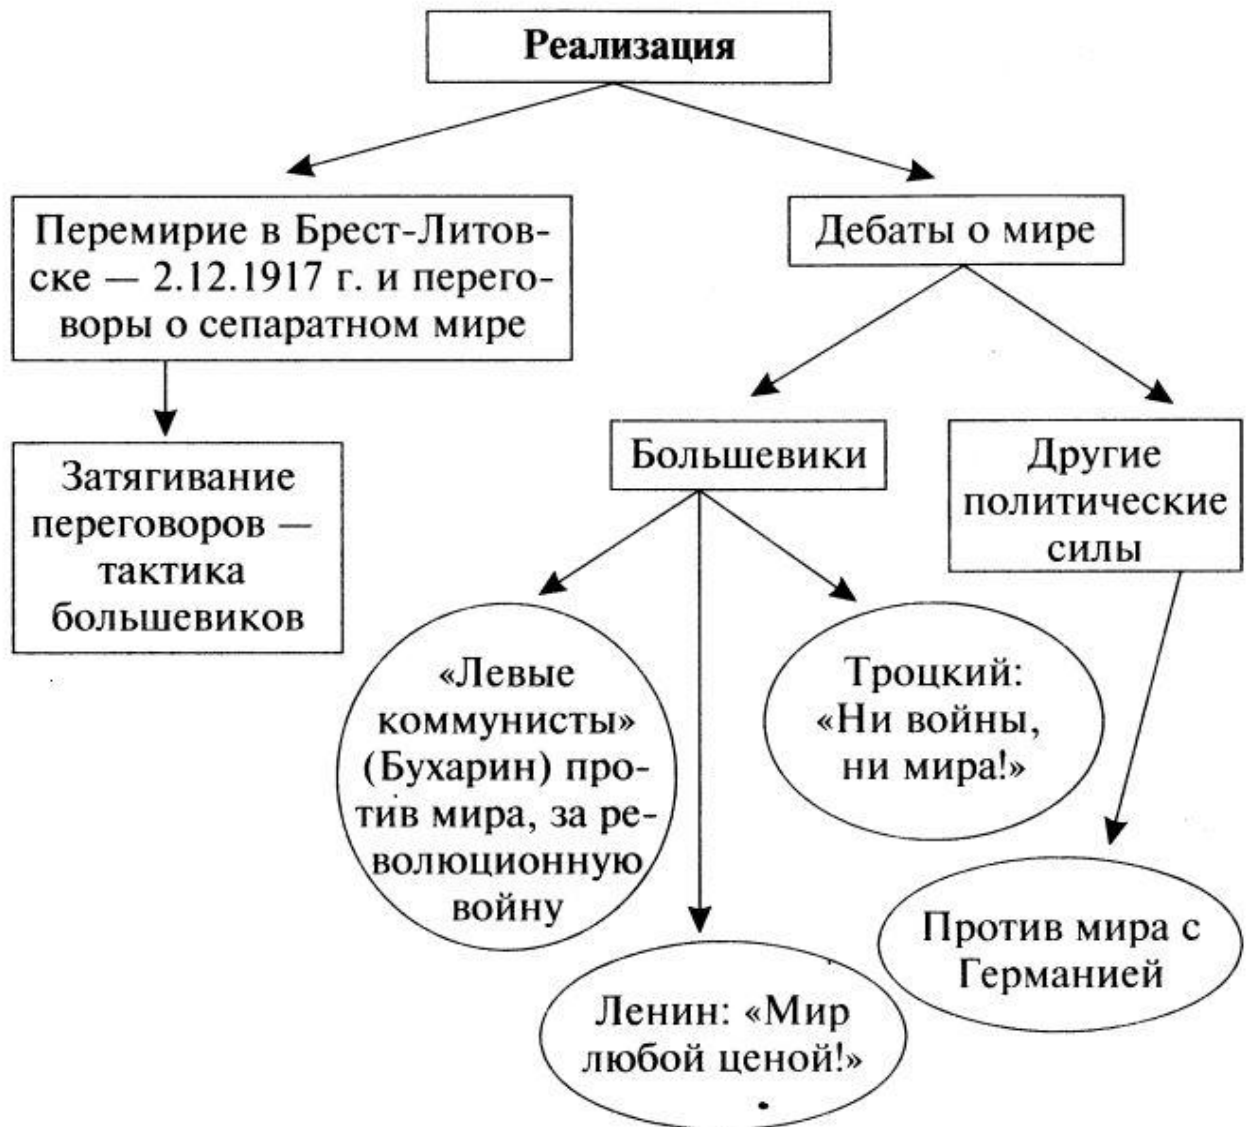 Реализация
Перемирие в Брест-Литов-
ске — 2.12.1917 г. и перего-
воры о сепаратном мире
Дебаты о мире
Затягивание
переговоров —
тактика
большевиков
Большевики
Другие
политические
силы
«Левые
коммунисты»
(Бухарин) про-
тив мира, за ре-
волюционную
войну
Троцкий:
«Ни войны,
ни мира!»
Ленин: «Мир
любой ценой!»
Против мира с
Германией